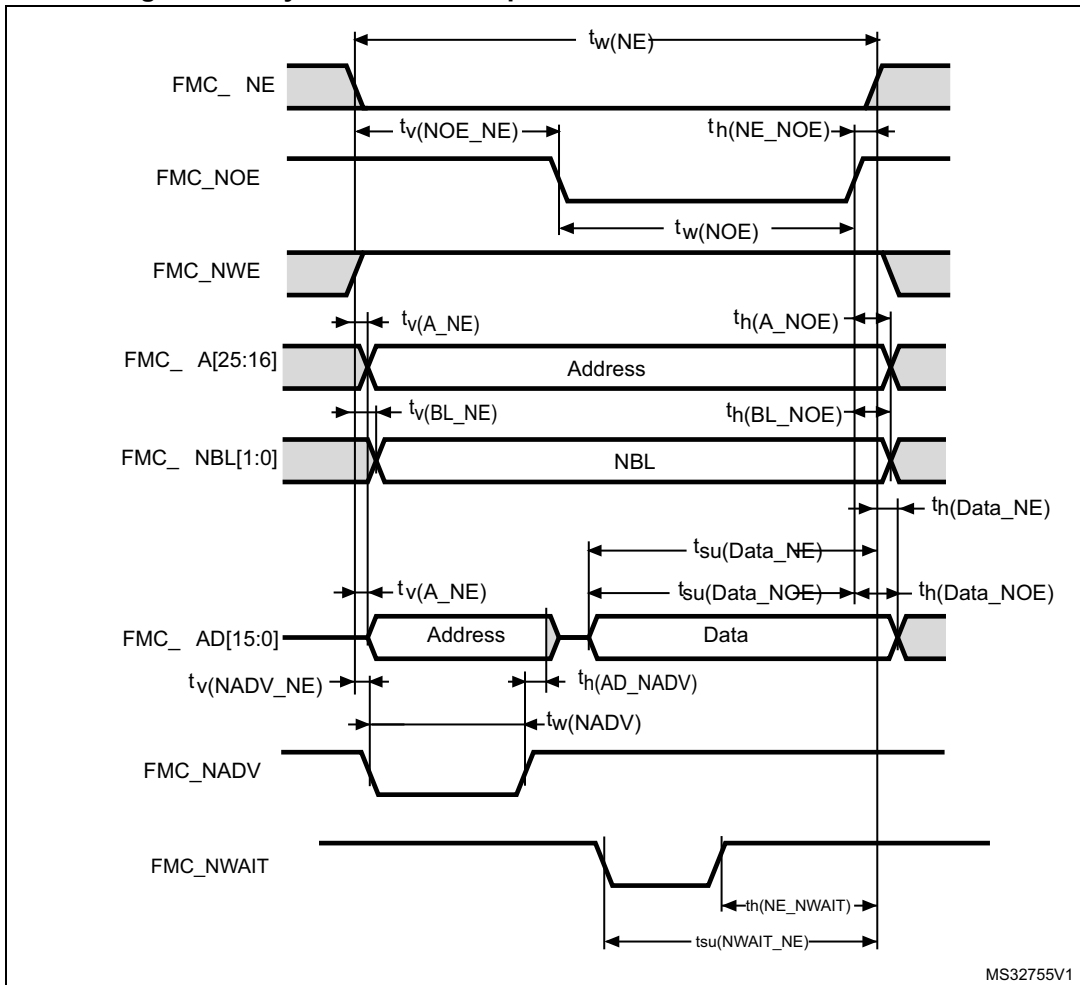 tw(NE)
FMC_ NE
tv(NOE_NE)
th(NE_NOE)
FMC_NOE
tw(NOE)
FMC_NWE
tv(A_NE)
th(A_NOE)
FMC_ A[25:16]
Address
tv(BL_NE)
th(BL_NOE)
FMC_ NBL[1:0]
NBL
th(Data_NE)
tsu(Data_NE)
tv(A_NE)
tsu(Data_NOE)
th(Data_NOE)
FMC_ AD[15:0]
Address
Data
tv(NADV_NE)
th(AD_NADV)
tw(NADV)
FMC_NADV
FMC_NWAIT
th(NE_NWAIT)
tsu(NWAIT_NE)
MS32755V1